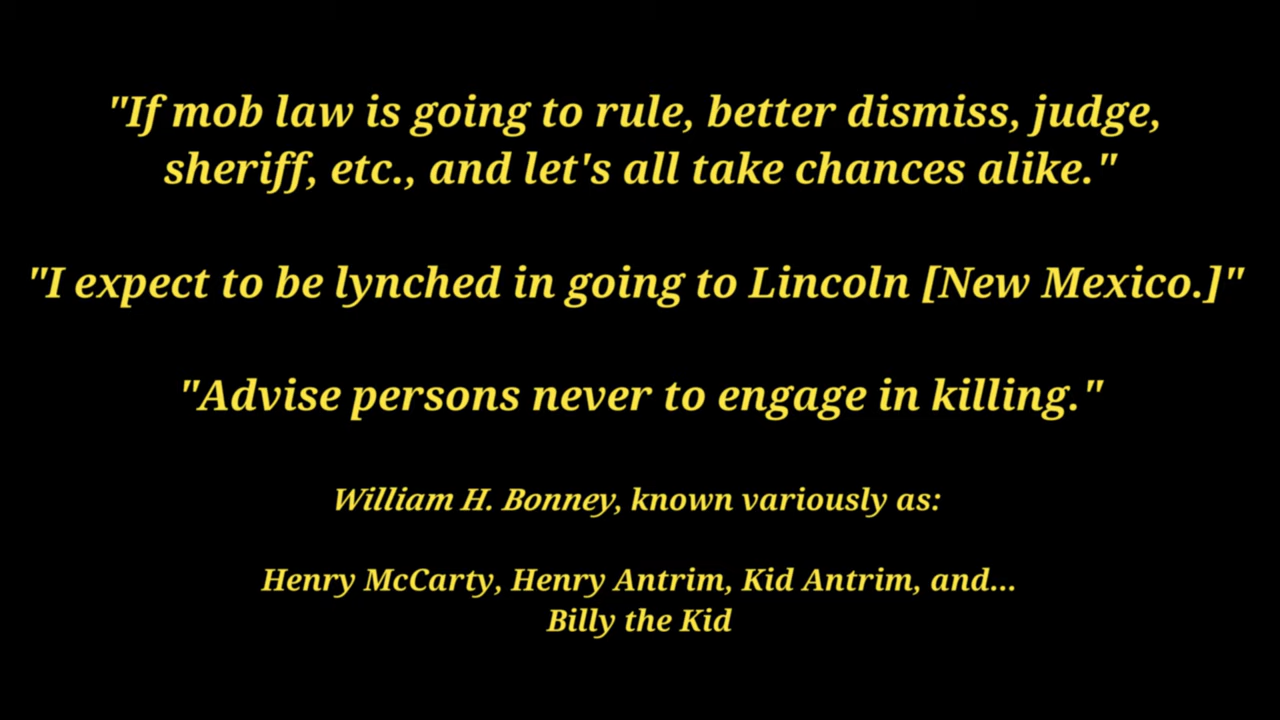 "If mob law is going to rule, better dismiss, judge,
sheriff, etc., and let's all take chances alike."
"I expect to be lynched in going to Lincoln [New Mexico.]"
"Advise persons never to engage in killing."
William H. Bonney, known variously as:
Henry McCarty, Henry Antrim, Kid Antrim, and...
Billy the Kid